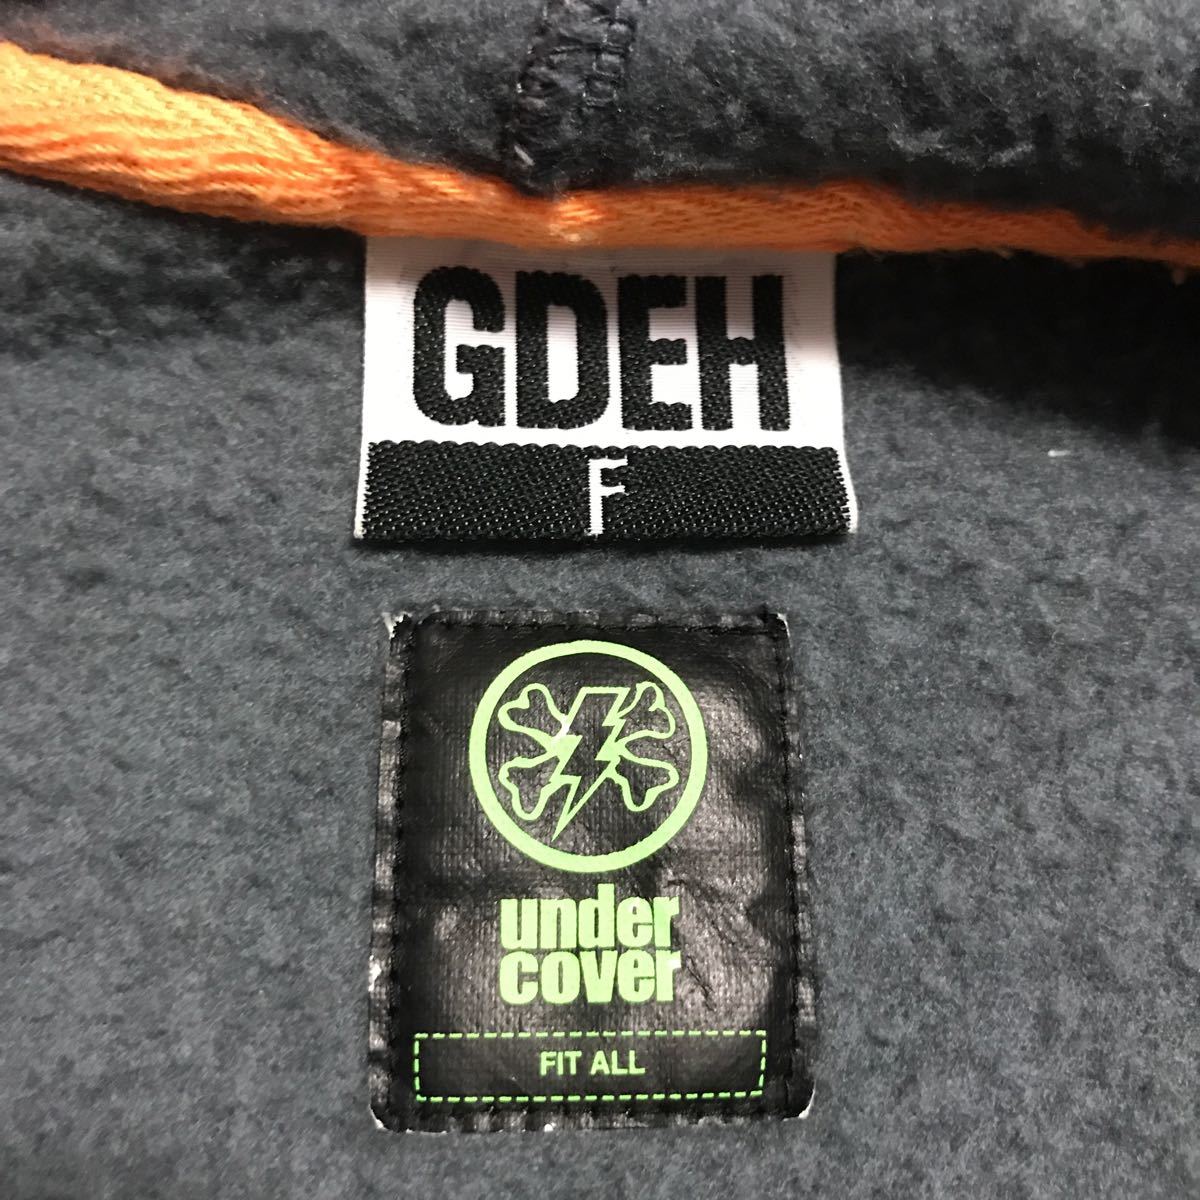 GDEH
F
under
cover
FIT ALL